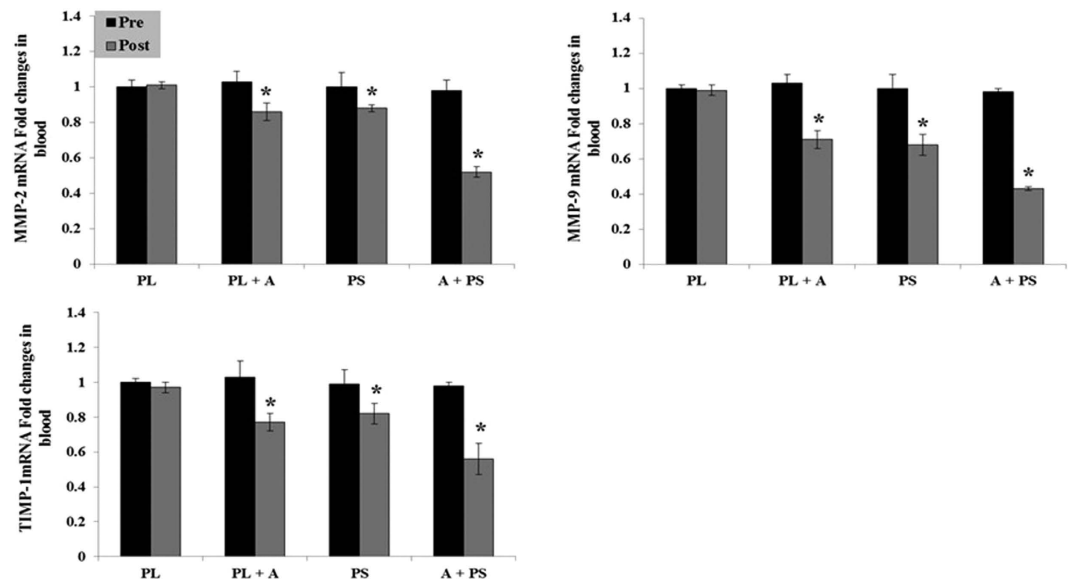 MMP-2 mRNA Fold changes in
blood
1.4
1.2
1
0.8
0.6
0.4
0.2
0
Pre
Post
*
*
*
PL
PL + A
PS
A + PS
MMP-9 mRNA Fold changes in
blood
1.4
1.2
1
0.8
0.6
0.4
0.2
0
*
*
*
PL
PL + A
PS
A + PS
TIMP-1mRNA Fold changes in
blood
1.4
1.2
1
0.8
0.6
0.4
0.2
0
*
*
*
PL
PL + A
PS
A + PS